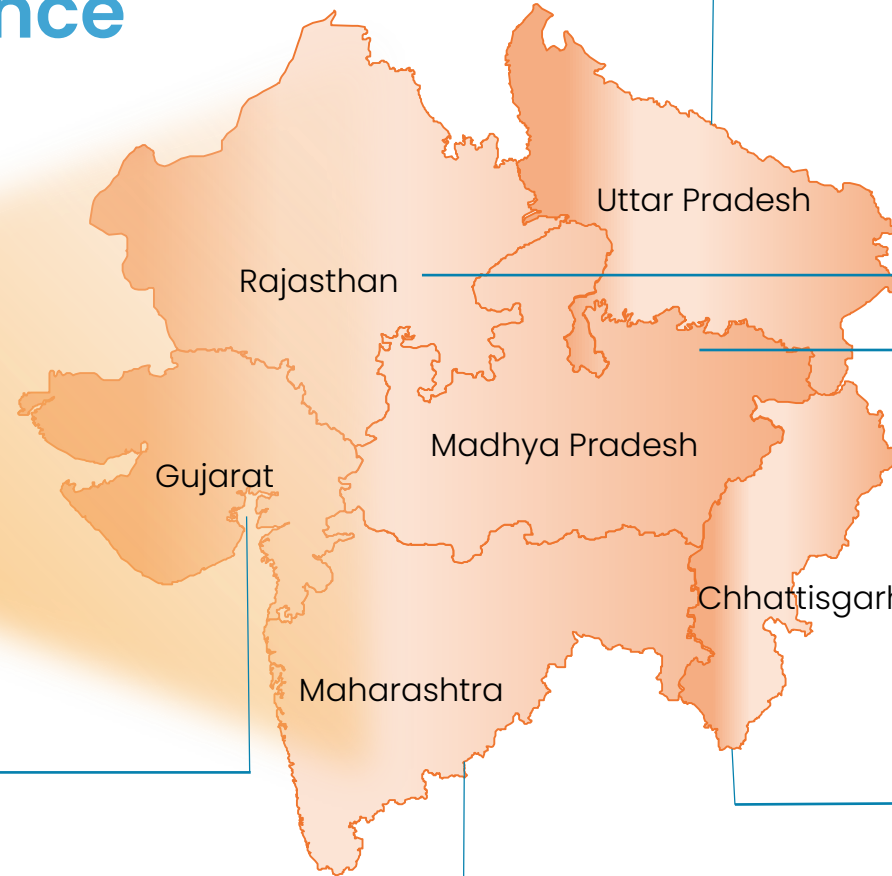 nce
Uttar Pradesh
Rajasthan
Madhya Pradesh
Gujarat
Chhattisgarh
Maharashtra